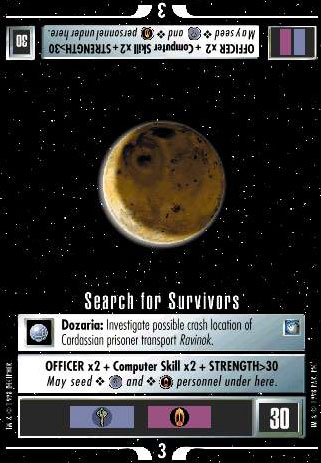 3
30
OFFICER x2 + Computer Skill x2 + STRENGTH>30
May seed ❖ and ❖ personnel under here.
Search for Survivors
Dozaria: Investigate possible crash location of
Cardassian prisoner transport Ravinok.
OFFICER x2 + Computer Skill x2 + STRENGTH>30
May seed ❖ and ❖ personnel under here.
30
3